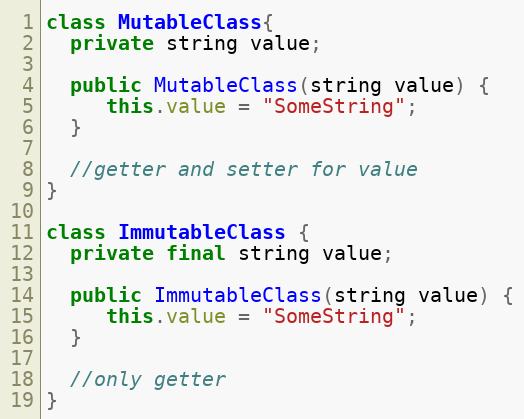 1 class MutableClass{
2   private string value;
3
4   public MutableClass(string value) {
5      this.value = "SomeString";
6   }
7
8   //getter and setter for value
9 }
10
11 class ImmutableClass {
12   private final string value;
13
14   public ImmutableClass(string value) {
15      this.value = "SomeString";
16   }
17
18   //only getter
19 }